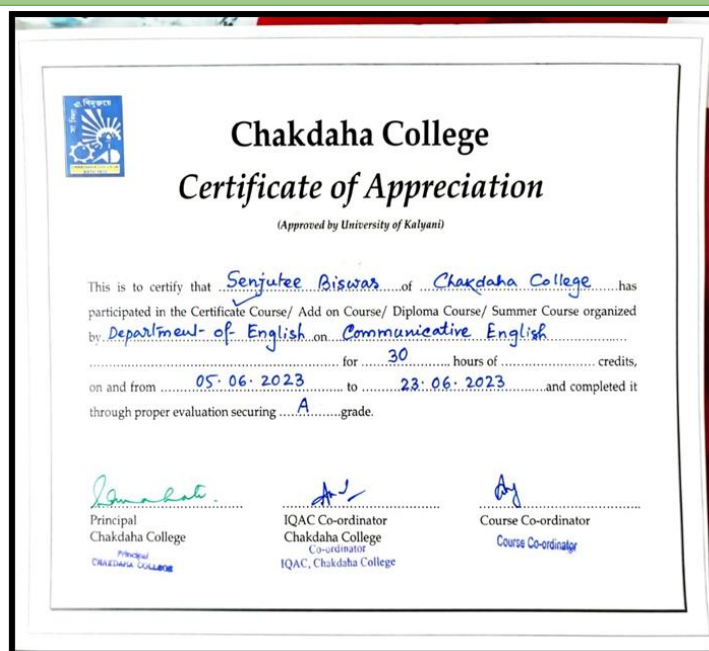 সা বিদ্যা যা বিমুক্তয়ে
Chakdaha College
Certificate of Appreciation
(Approved by University of Kalyani)
This is to certify that Senjutee Biswas of Chakdaha College has
participated in the Certificate Course/ Add on Course/ Diploma Course/ Summer Course organized
by Department of English on Communicative English
for 30 hours of credits,
on and from 05.06.2023 to 23.06.2023 and completed it
through proper evaluation securing A grade.
Principal
Chakdaha College
Principal
CHAKDAHA COLLEGE
IQAC Co-ordinator
Chakdaha College
Co-ordinator
IQAC, Chakdaha College
Course Co-ordinator
Course Co-ordinator